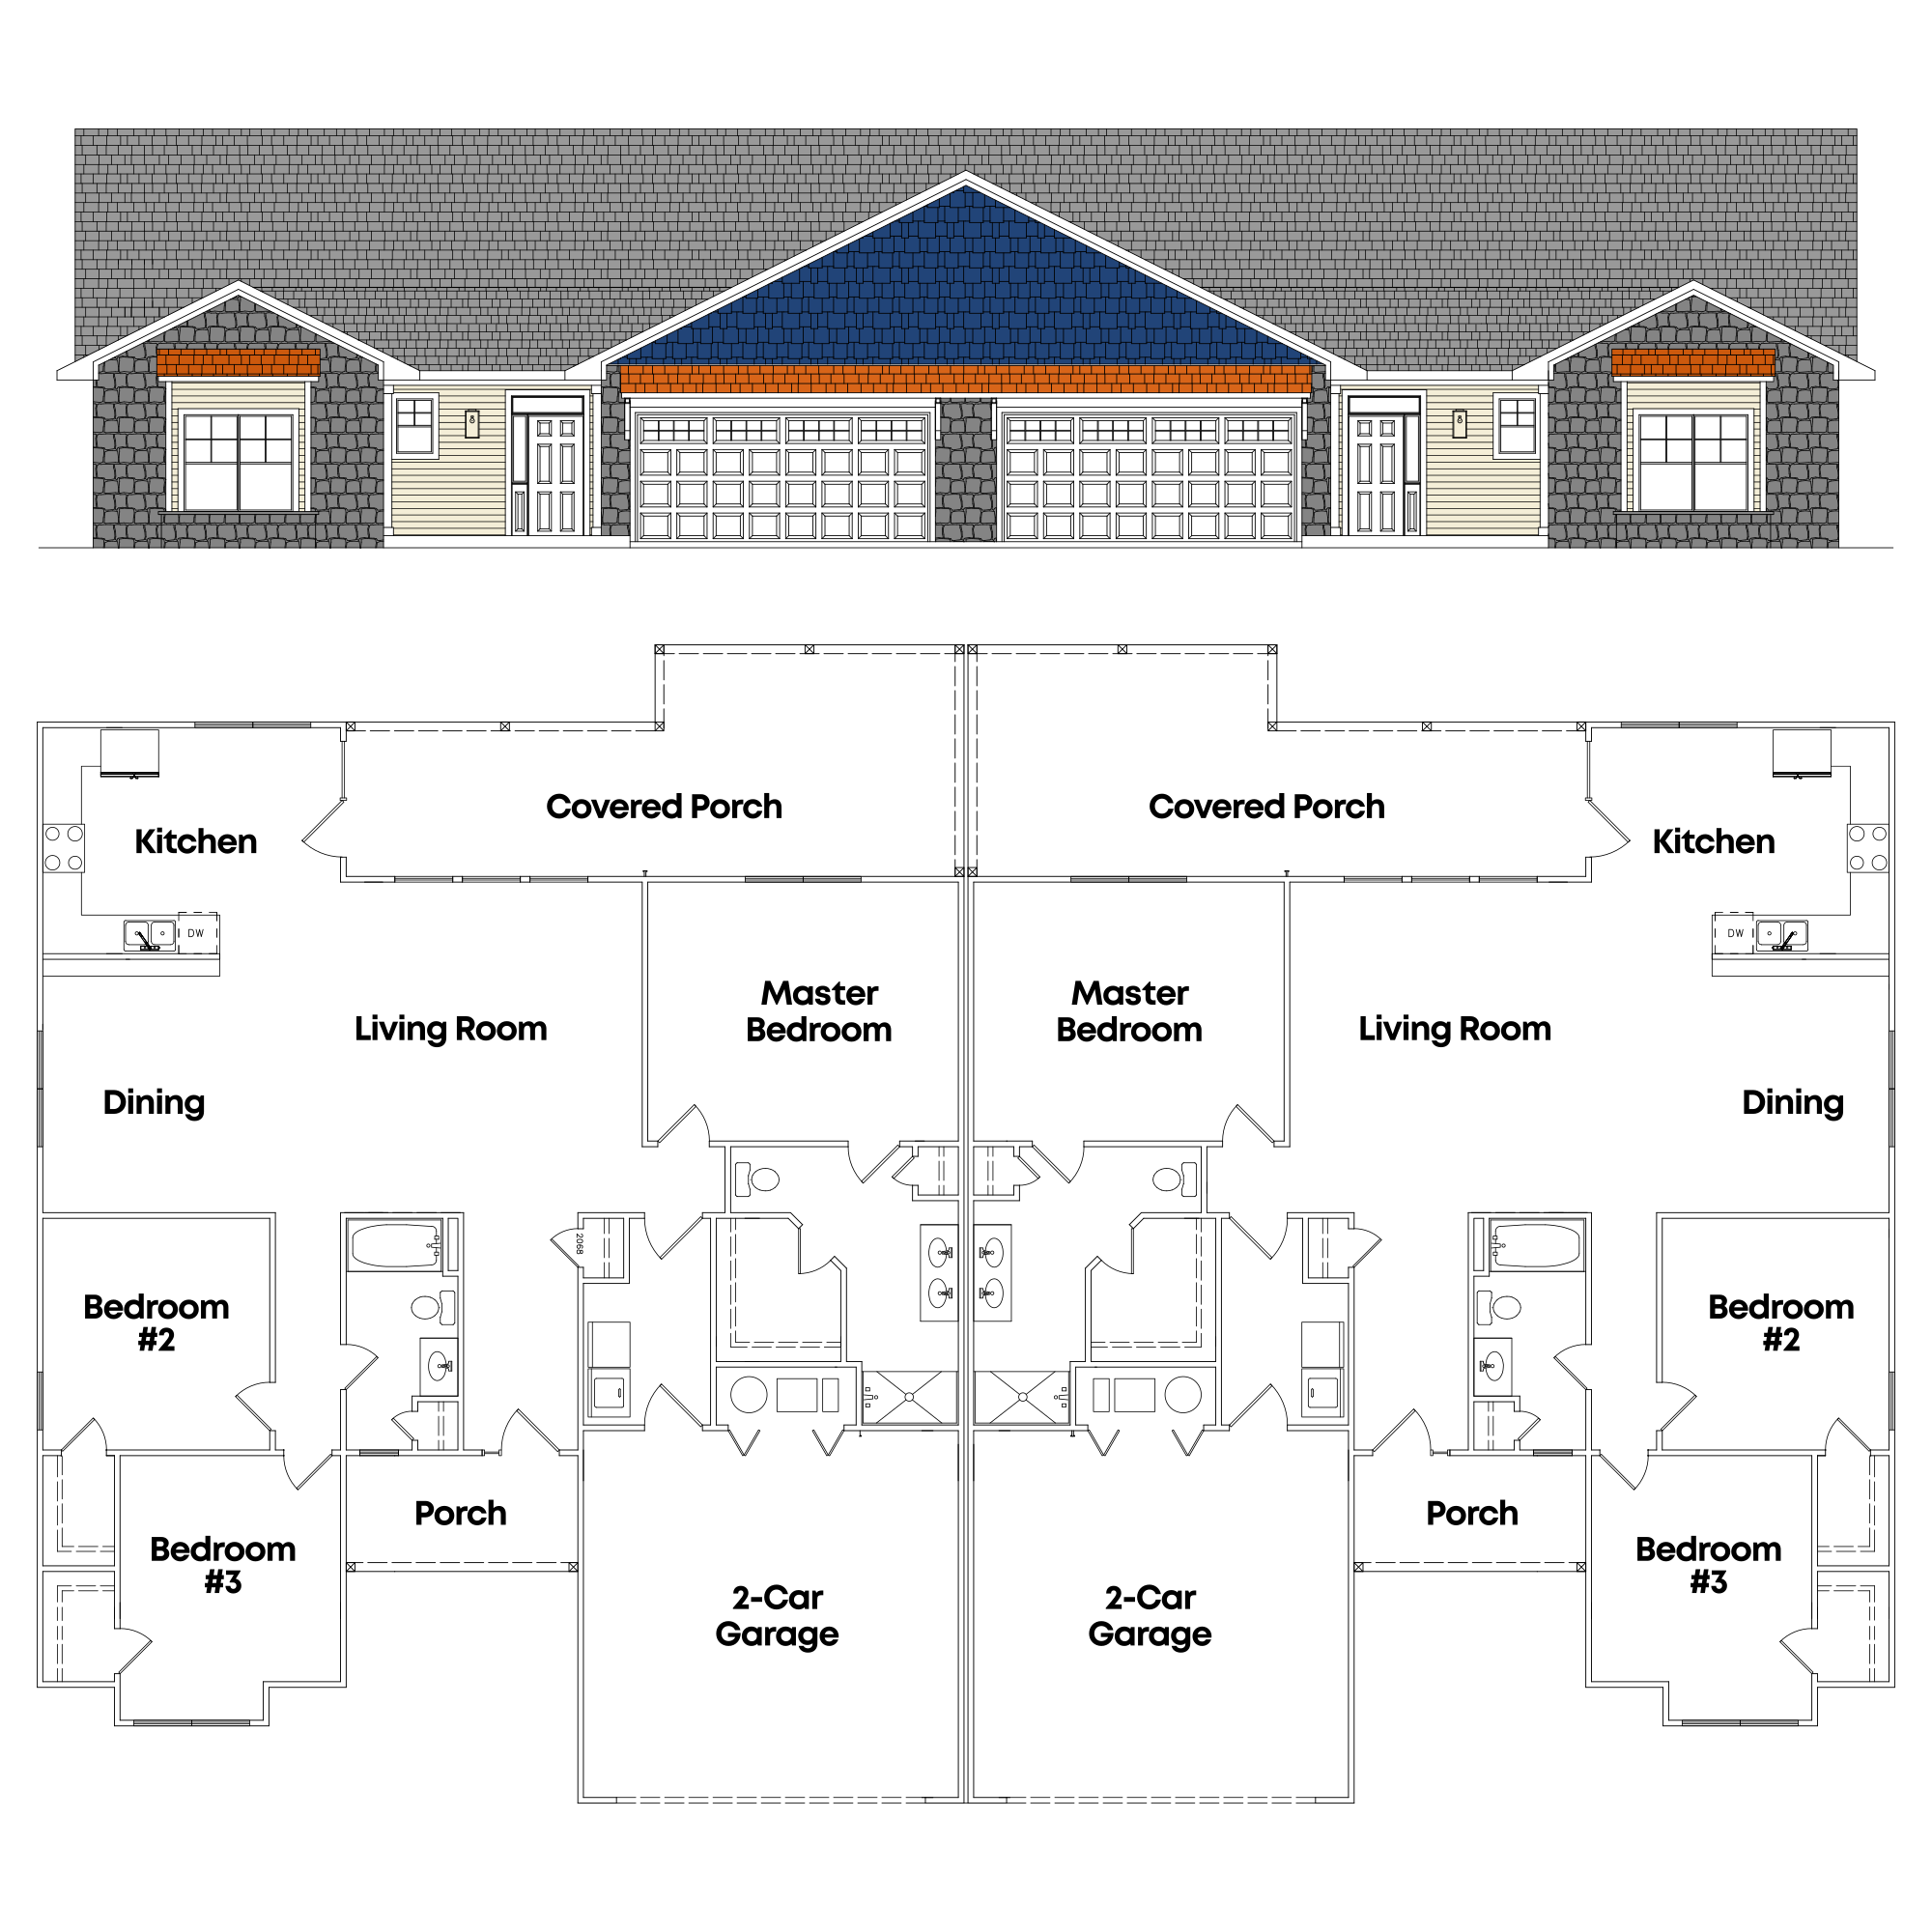 Covered Porch
Covered Porch
Kitchen
Kitchen
DW
DW
Master
Bedroom
Master
Bedroom
Living Room
Living Room
Dining
Dining
2068
Bedroom
#2
Bedroom
#2
Porch
Porch
Bedroom
#3
Bedroom
#3
2-Car
Garage
2-Car
Garage